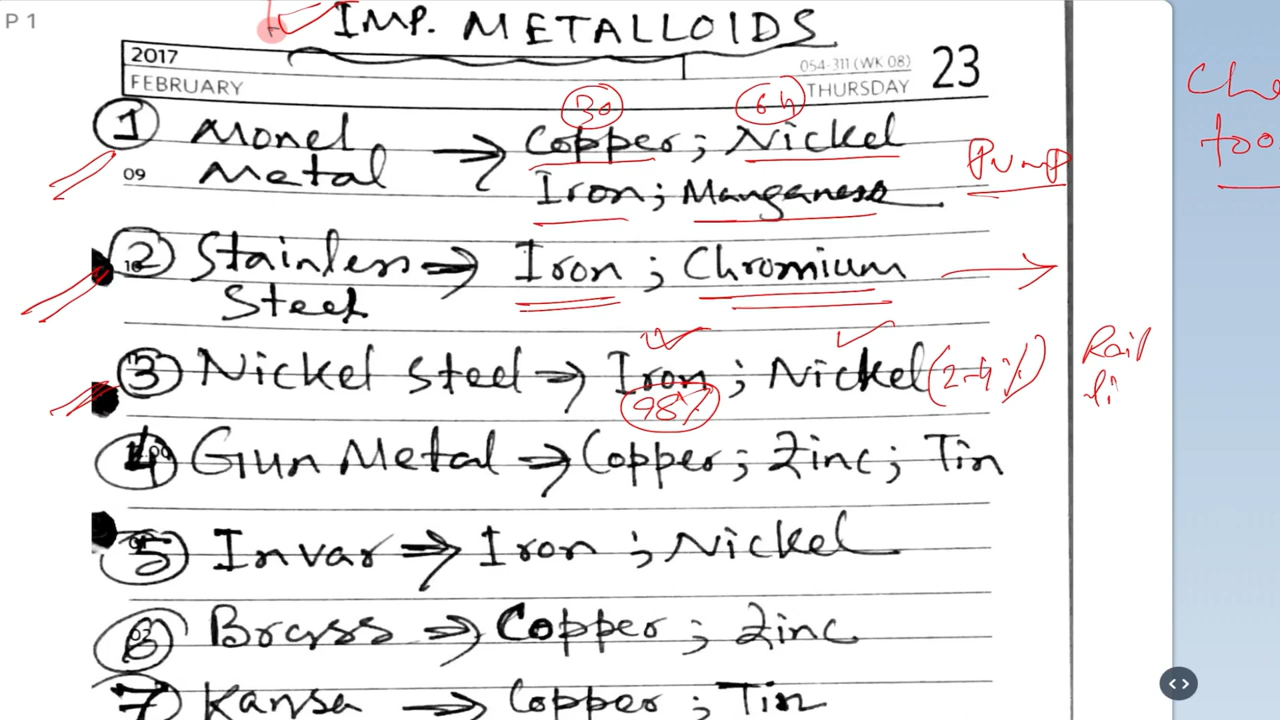 P 1
IMP. METALLOIDS
2017
054-311 (WK 08)
23
FEBRUARY
THURSDAY
30
① Monel → Copper ; Nickel
09 Metal Iron ; Manganese
Pump
② Stainless → Iron ; Chromium →
Steel
③ Nickel Steel → Iron ; Nickel (2-4%)
98%
Rail
④ Gun Metal → Copper ; Zinc ; Tin
⑤ Invar → Iron ; Nickel
Brass → Copper ; Zinc
7 Kansa → Copper ; Tin